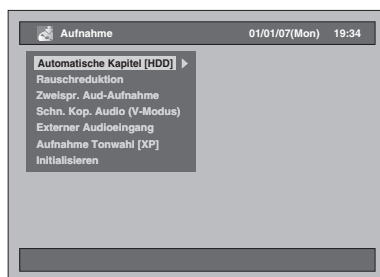 Aufnahme 01/01/07(Mon) 19:34
Automatische Kapitel [HDD]
Rauschreduktion
Zweispr. Aud-Aufnahme
Schn. Kop. Audio (V-Modus)
Externer Audioeingang
Aufnahme Tonwahl [XP]
Initialisieren